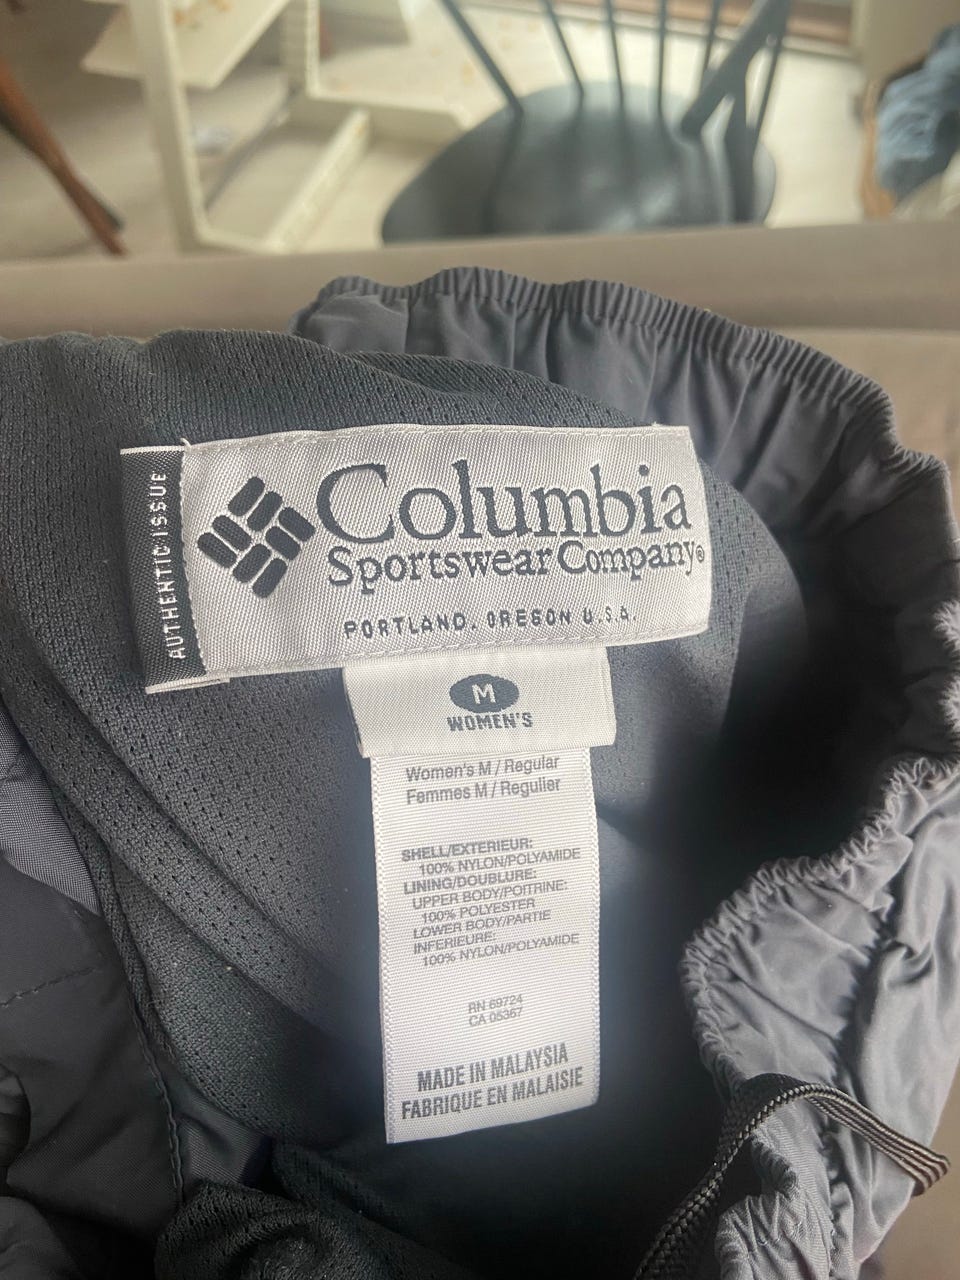 AUTHENTIC ISSUE
Columbia
Sportswear Company®
PORTLAND, OREGON U.S.A.
M
WOMEN'S
Women's M / Regular
Femmes M / Regulier
SHELL/EXTERIEUR:
100% NYLON/POLYAMIDE
LINING/DOUBLURE:
UPPER BODY/POITRINE:
100% POLYESTER
LOWER BODY/PARTIE
INFERIEURE:
100% NYLON/POLYAMIDE
RN 69724
CA 05367
MADE IN MALAYSIA
FABRIQUE EN MALAISIE